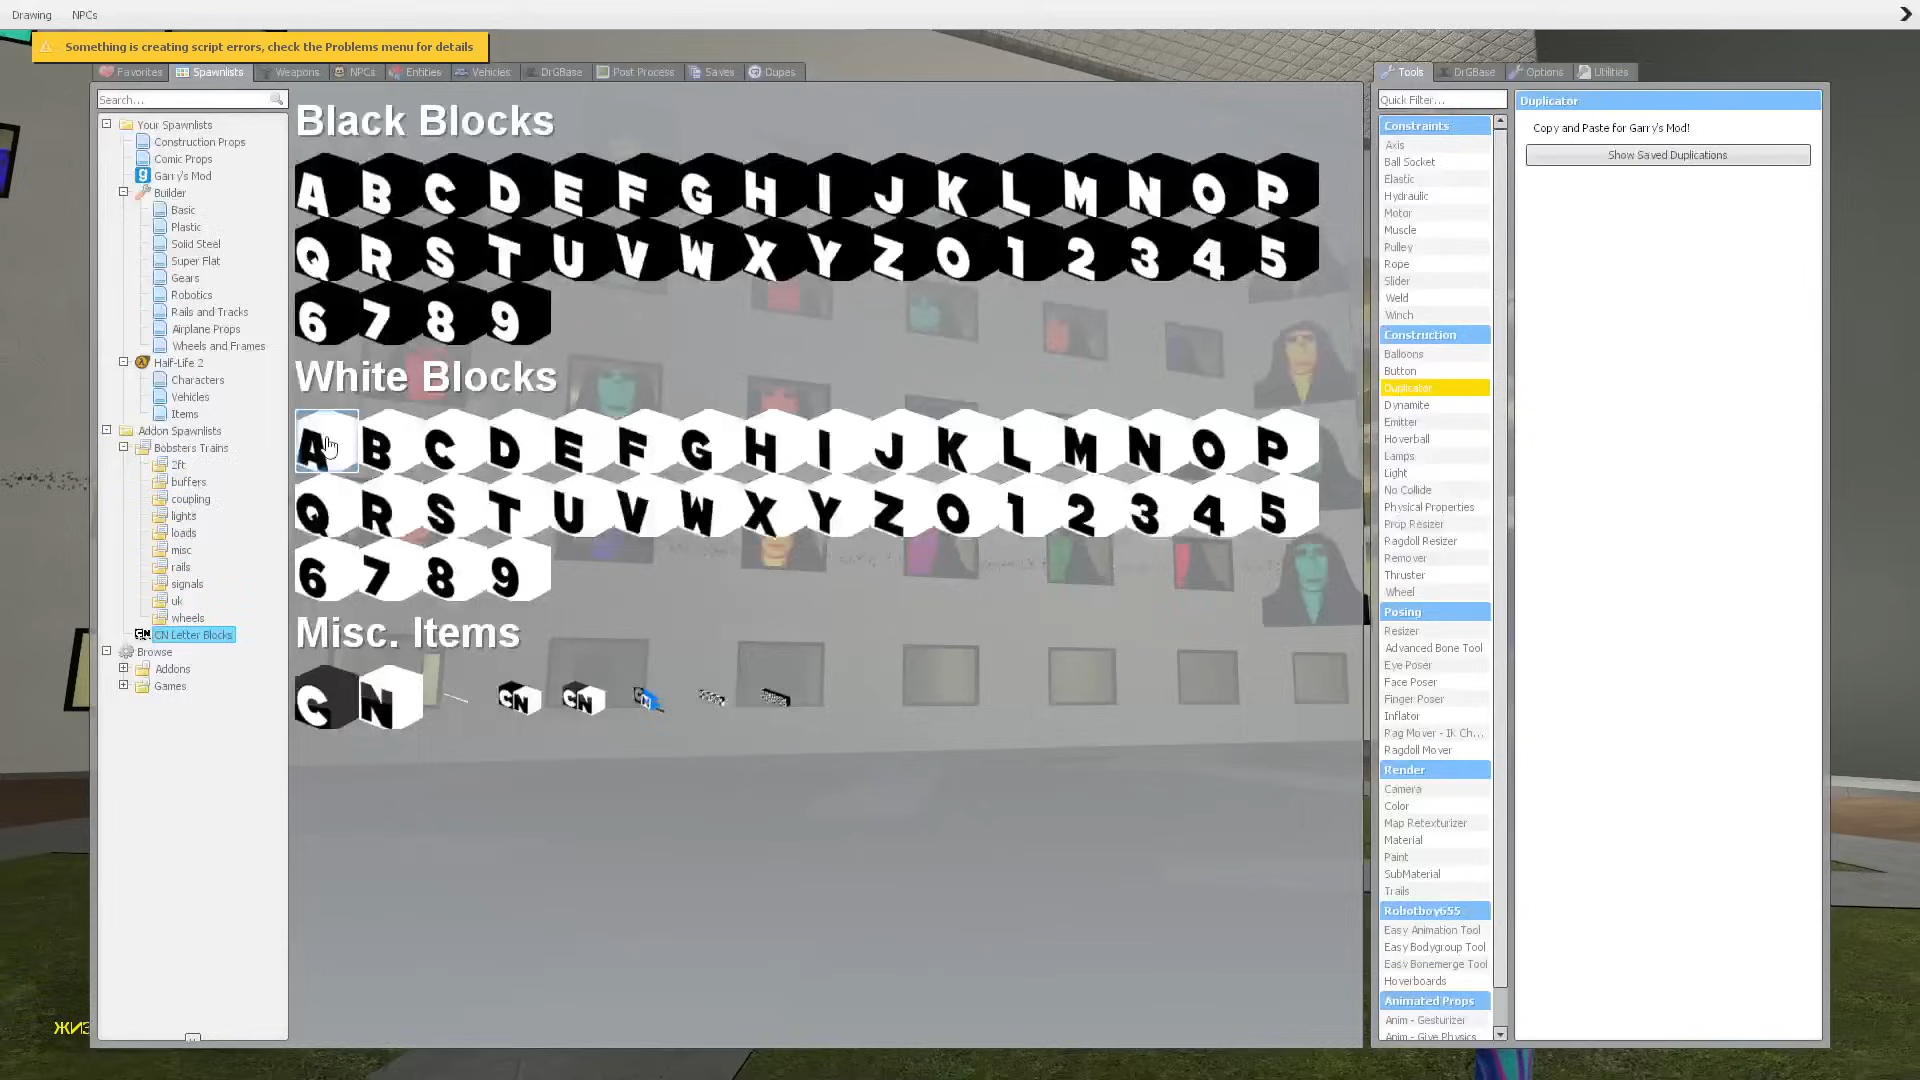 Drawing NPCs
Something is creating script errors, check the Problems menu for details
Favorites Spawnlists Weapons NPCs Entities Vehicles DrGBase Post Process Saves Dupes
Tools DrGBase Options Utilities
Search...
Your Spawnlists
Construction Props
Comic Props
Garry's Mod
Builder
Basic
Plastic
Solid Steel
Super Flat
Gears
Robotics
Rails and Tracks
Airplane Props
Wheels and Frames
Half-Life 2
Characters
Vehicles
Items
Addon Spawnlists
Bobsters Trains
2ft
buffers
coupling
lights
loads
misc
rails
signals
uk
wheels
CN Letter Blocks
Browse
Addons
Games
Black Blocks
A B C D E F G H I J K L M N O P
Q R S T U V W X Y Z 0 1 2 3 4 5
6 7 8 9
White Blocks
A B C D E F G H I J K L M N O P
Q R S T U V W X Y Z 0 1 2 3 4 5
6 7 8 9
Misc. Items
C N CN CN
Quick Filter...
Constraints
Axis
Ball Socket
Elastic
Hydraulic
Motor
Muscle
Pulley
Rope
Slider
Weld
Winch
Construction
Balloons
Button
Duplicator
Dynamite
Emitter
Hoverball
Lamps
Light
No Collide
Physical Properties
Prop Resizer
Ragdoll Resizer
Remover
Thruster
Wheel
Posing
Resizer
Advanced Bone Tool
Eye Poser
Face Poser
Finger Poser
Inflator
Rag Mover - Ik Ch...
Ragdoll Mover
Render
Camera
Color
Map Retexturizer
Material
Paint
SubMaterial
Trails
Robotboy655
Easy Animation Tool
Easy Bodygroup Tool
Easy Bonemerge Tool
Hoverboards
Animated Props
Anim - Gesturizer
Anim - Give Physics
Duplicator
Copy and Paste for Garry's Mod!
Show Saved Duplications
ЖИЗ